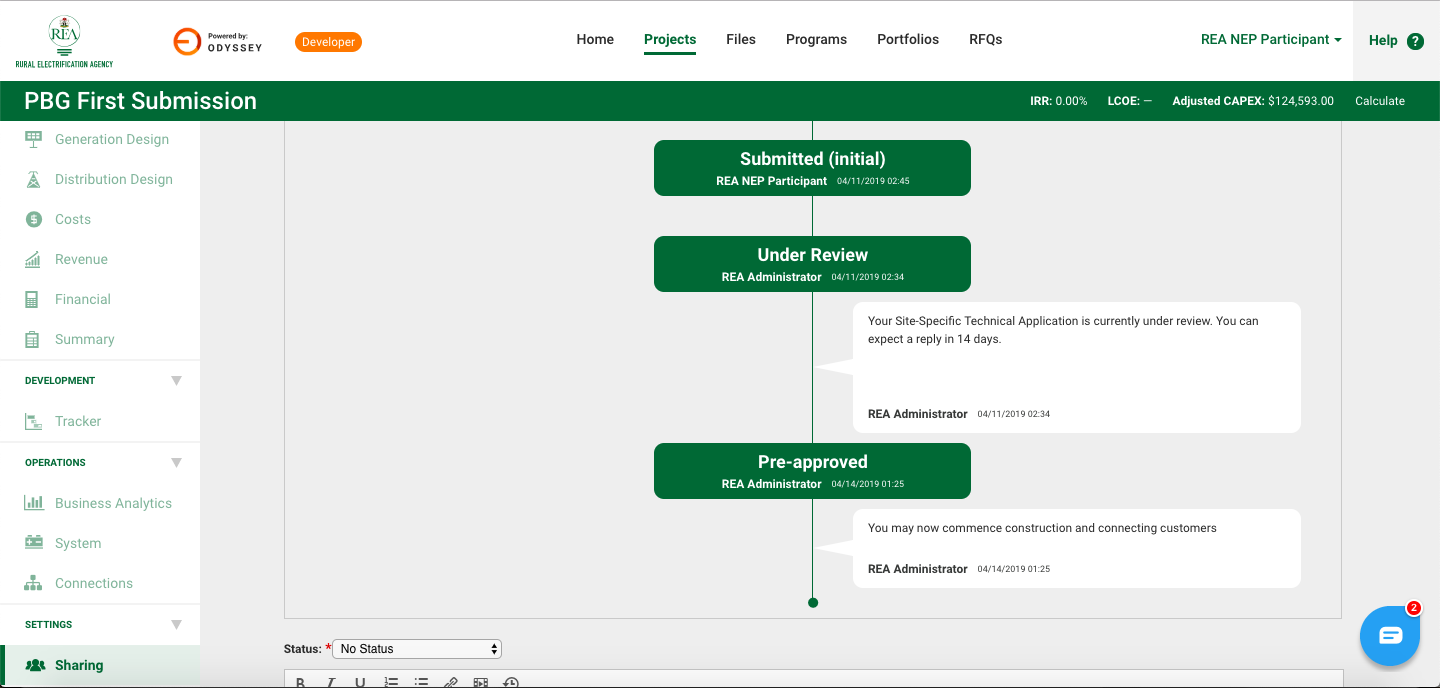 REA
RURAL ELECTRIFICATION AGENCY
Powered by:
ODYSSEY
Developer
Home Projects Files Programs Portfolios RFQs
REA NEP Participant
Help ?
PBG First Submission
IRR: 0.00% LCOE: — Adjusted CAPEX: $124,593.00 Calculate
Generation Design
Distribution Design
Costs
Revenue
Financial
Summary
DEVELOPMENT
Tracker
OPERATIONS
Business Analytics
System
Connections
SETTINGS
Sharing
Submitted (initial)
REA NEP Participant 04/11/2019 02:45
Under Review
REA Administrator 04/11/2019 02:34
Your Site-Specific Technical Application is currently under review. You can
expect a reply in 14 days.
REA Administrator 04/11/2019 02:34
Pre-approved
REA Administrator 04/14/2019 01:25
You may now commence construction and connecting customers
REA Administrator 04/14/2019 01:25
Status: * No Status
B I U
2